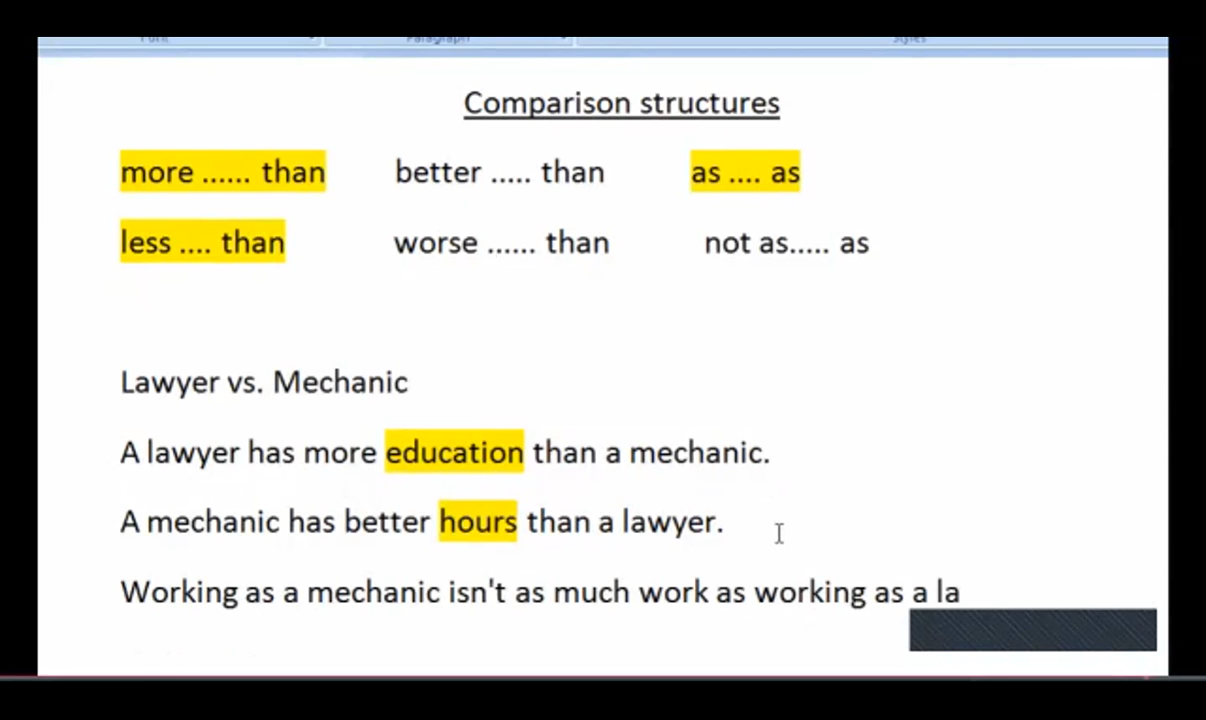 Paragraph
Styles
Comparison structures
more ...... than better ..... than as .... as
less .... than worse ...... than not as..... as
Lawyer vs. Mechanic
A lawyer has more education than a mechanic.
A mechanic has better hours than a lawyer.
Working as a mechanic isn't as much work as working as a la